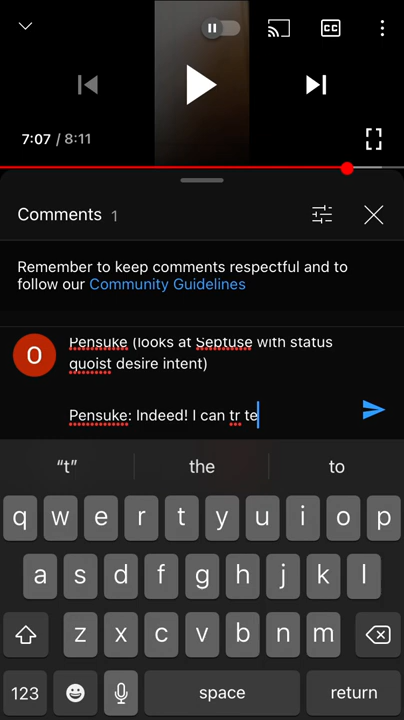 CC
7:07 / 8:11
Comments 1
Remember to keep comments respectful and to
follow our Community Guidelines
O
Pensuke (looks at Septuse with status
quoist desire intent)
Pensuke: Indeed! I can tr te
“t” the to
q w e r t y u i o p
a s d f g h j k l
z x c v b n m
123 space return